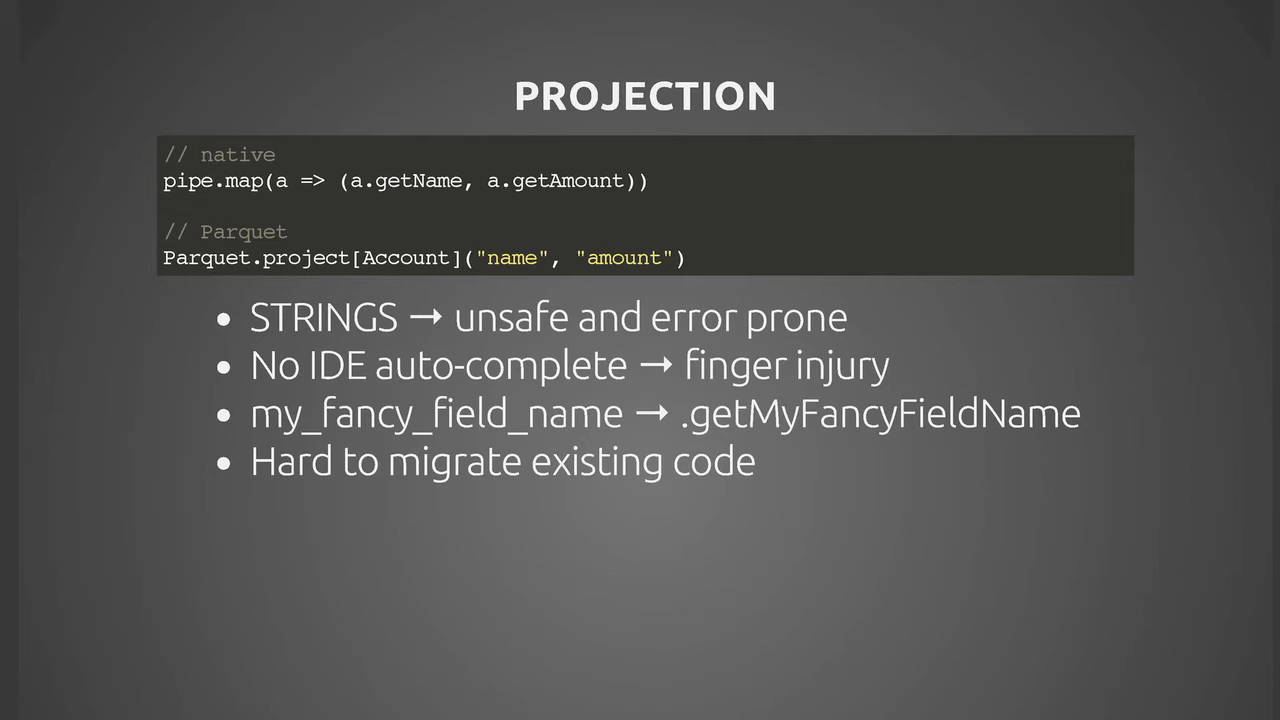 PROJECTION
// native
pipe.map(a => (a.getName, a.getAmount))
// Parquet
Parquet.project[Account]("name", "amount")
• STRINGS → unsafe and error prone
• No IDE auto-complete → finger injury
• my_fancy_field_name → .getMyFancyFieldName
• Hard to migrate existing code